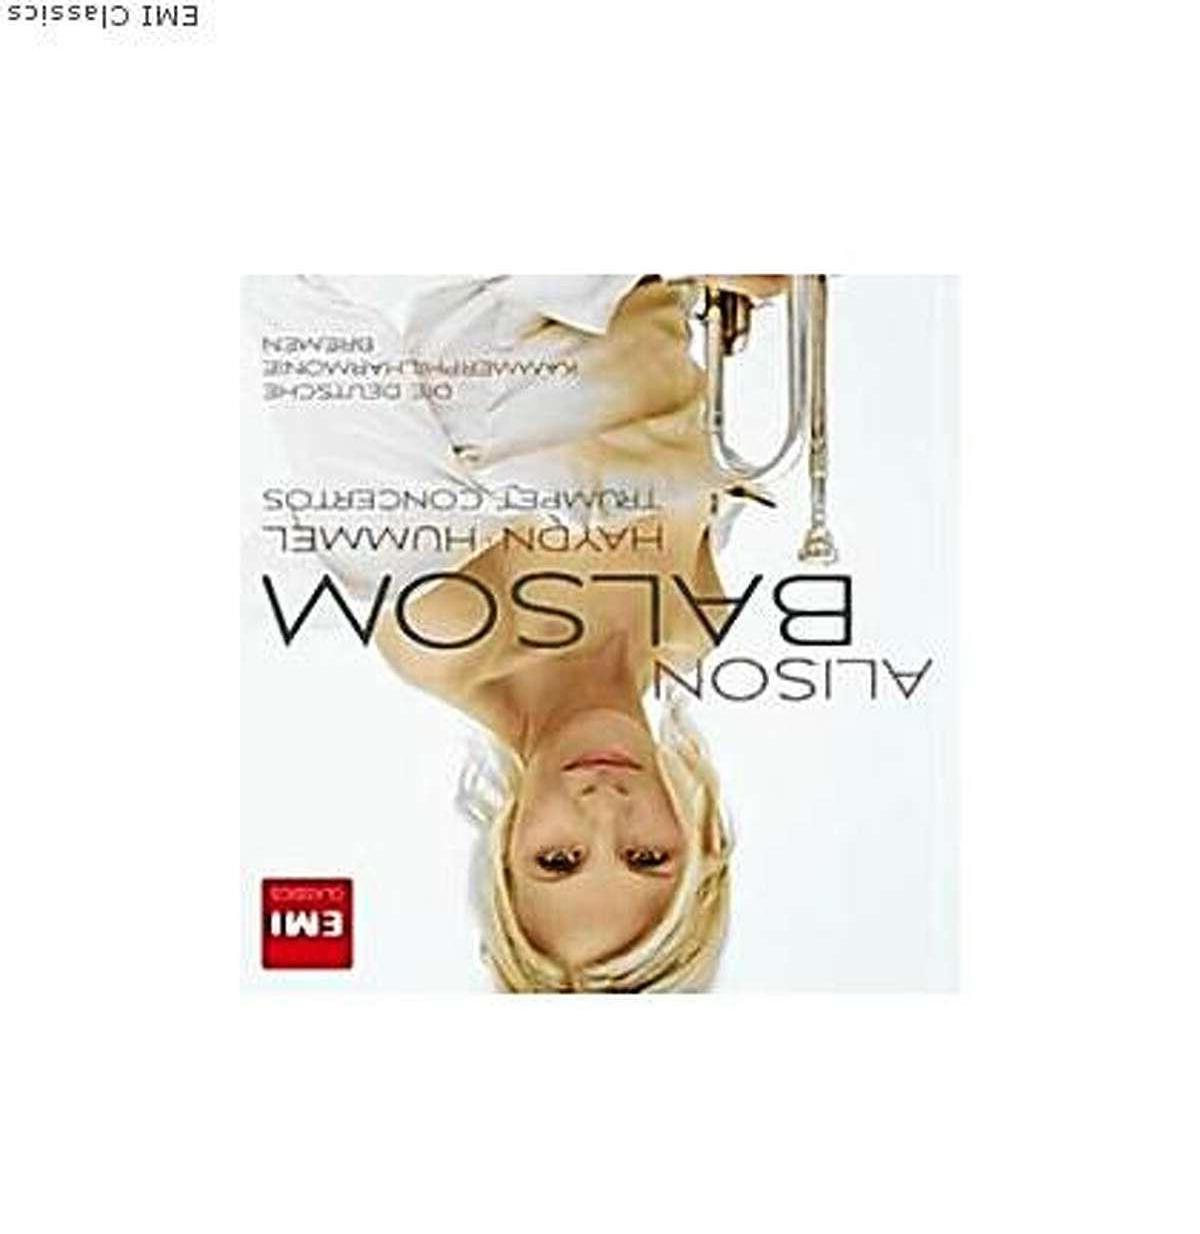 EMI
CLASSICS
ALISON
BALSOM
HAYDN HUMMEL
TRUMPET CONCERTOS
DIE DEUTSCHE
KAMMERPHILHARMONIE
BREMEN
EMI Classics